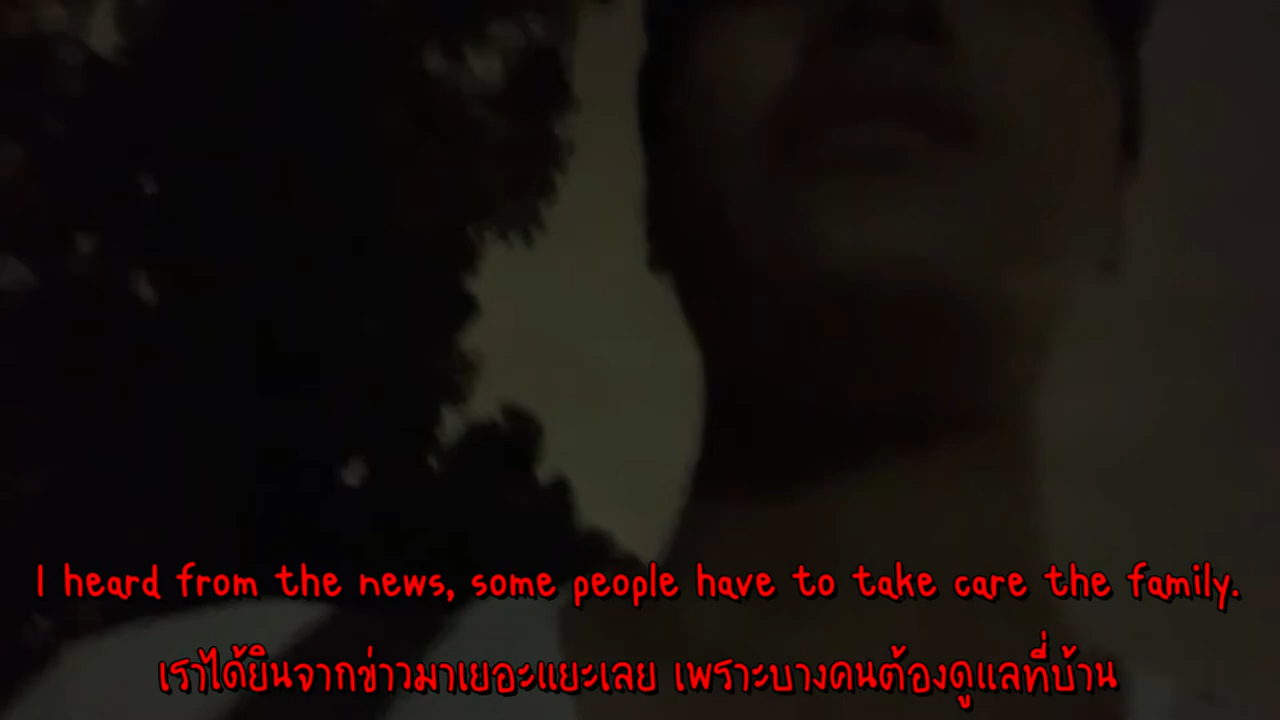 I heard from the news, some people have to take care the family.
เราได้ยินจากข่าวมาเยอะแยะเลย เพราะบางคนต้องดูแลที่บ้าน